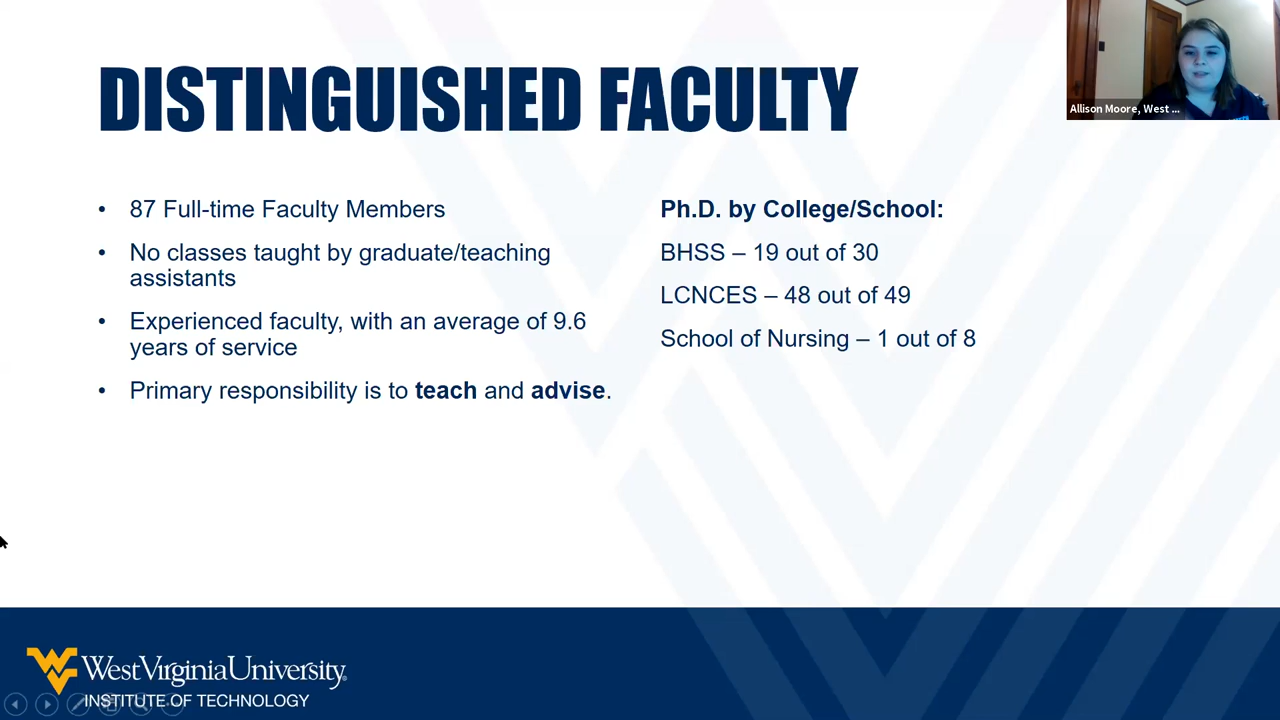 DISTINGUISHED FACULTY
Allison Moore, West ...
• 87 Full-time Faculty Members
• No classes taught by graduate/teaching
assistants
• Experienced faculty, with an average of 9.6
years of service
• Primary responsibility is to teach and advise.
Ph.D. by College/School:
BHSS – 19 out of 30
LCNCES – 48 out of 49
School of Nursing – 1 out of 8
WestVirginiaUniversity®
INSTITUTE OF TECHNOLOGY